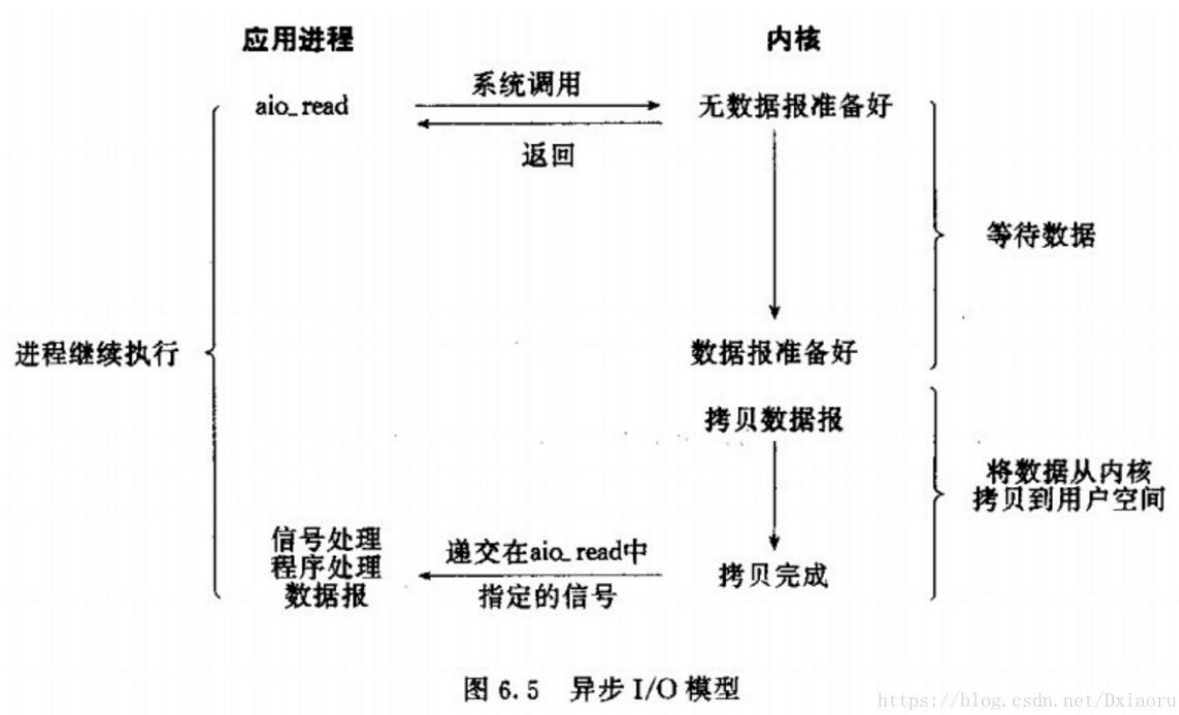 应用进程
内核
aio_read
系统调用
无数据报准备好
返回
等待数据
进程继续执行
数据报准备好
拷贝数据报
将数据从内核
拷贝到用户空间
信号处理
程序处理
数据报
递交在aio_read中
指定的信号
拷贝完成
图 6.5 异步 I/O 模型
https://blog.csdn.net/Dxiaoru